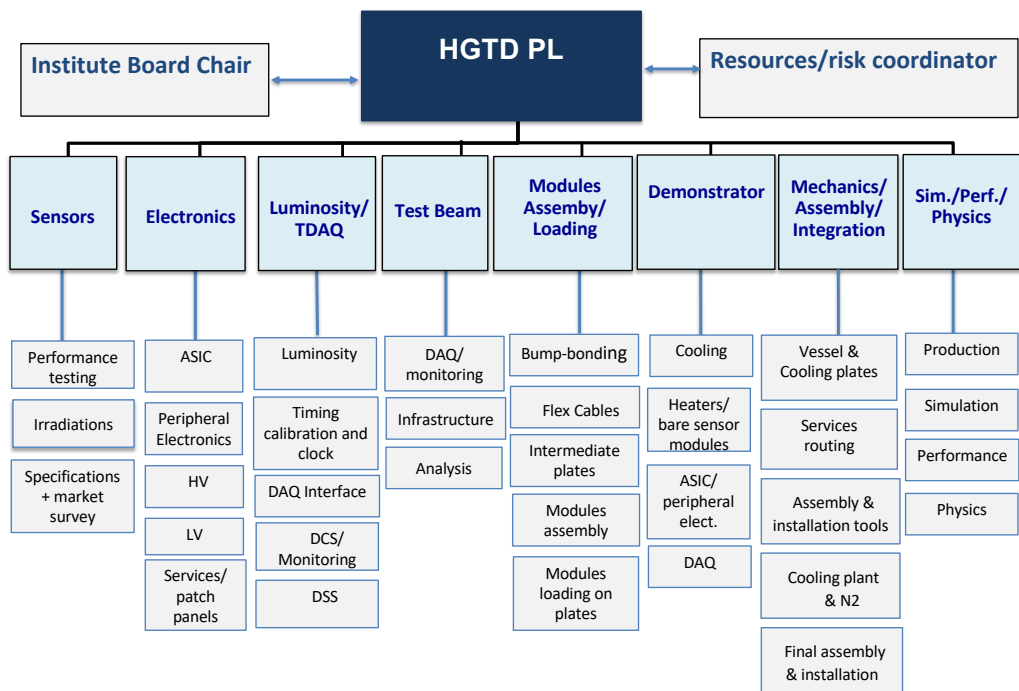 HGTD PL
Institute Board Chair
Resources/risk coordinator
Sensors
Electronics
Luminosity/
TDAQ
Test Beam
Modules
Assemby/
Loading
Demonstrator
Mechanics/
Assembly/
Integration
Sim./Perf./
Physics
Performance
testing
Irradiations
Specifications
+ market
survey
ASIC
Peripheral
Electronics
HV
LV
Services/
patch
panels
Luminosity
Timing
calibration and
clock
DAQ Interface
DCS/
Monitoring
DSS
DAQ/
monitoring
Infrastructure
Analysis
Bump-bonding
Flex Cables
Intermediate
plates
Modules
assembly
Modules
loading on
plates
Cooling
Heaters/
bare sensor
modules
ASIC/
peripheral
elect.
DAQ
Vessel &
Cooling plates
Services
routing
Assembly &
installation tools
Cooling plant
& N2
Final assembly
& installation
Production
Simulation
Performance
Physics